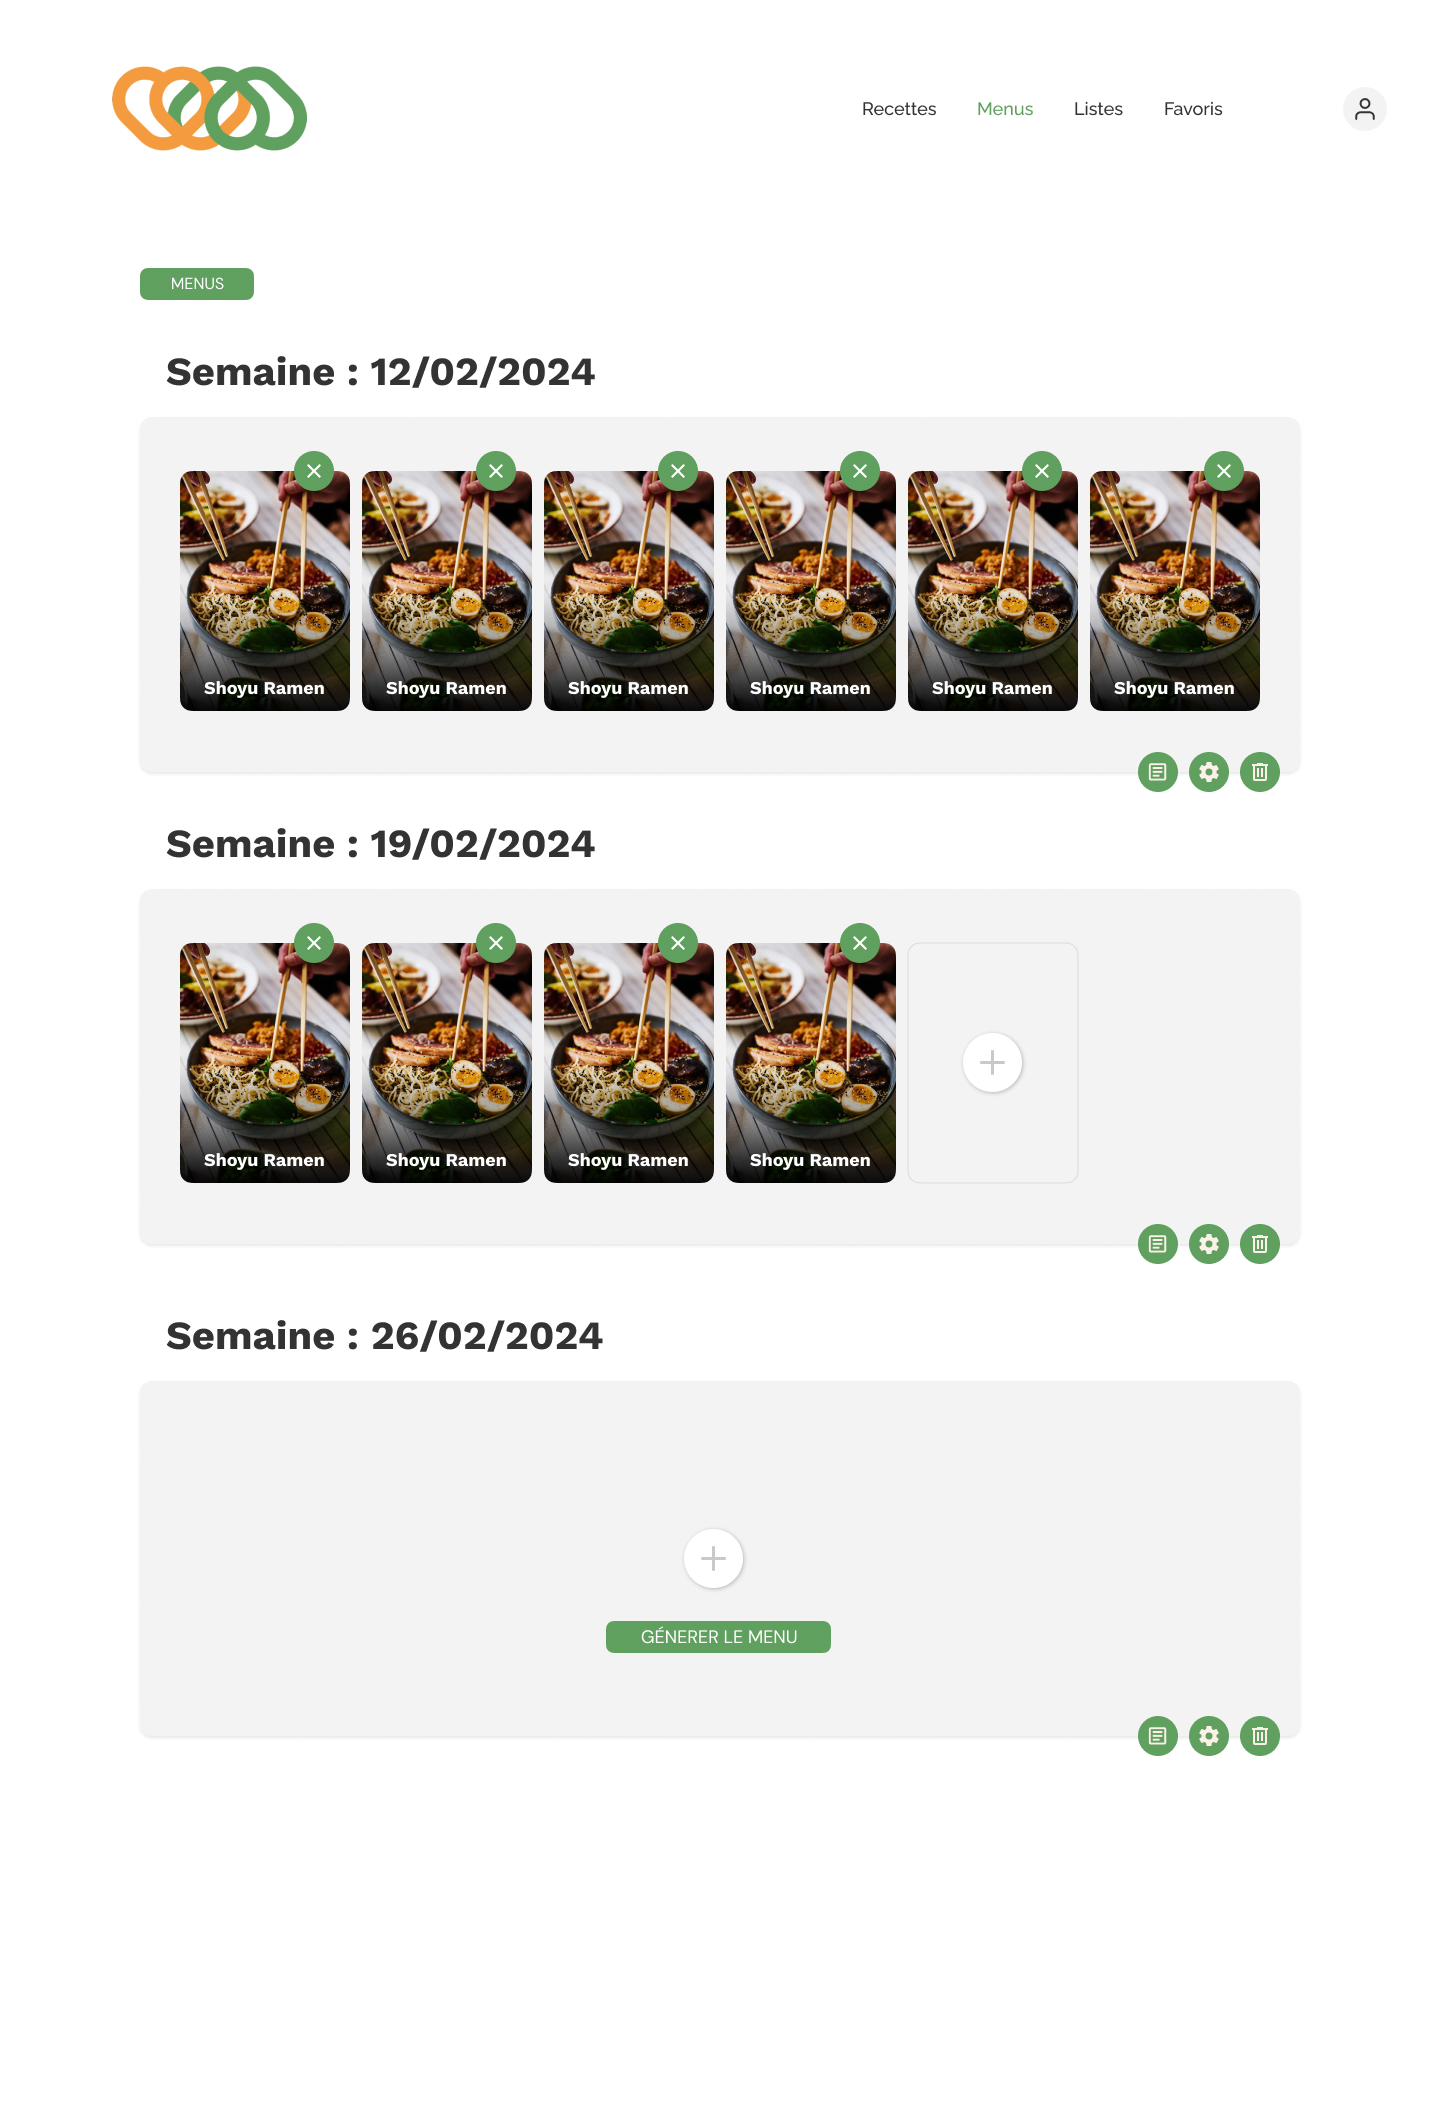 Recettes Menus Listes Favoris
MENUS
Semaine : 12/02/2024
Shoyu Ramen Shoyu Ramen Shoyu Ramen Shoyu Ramen Shoyu Ramen Shoyu Ramen
Semaine : 19/02/2024
Shoyu Ramen Shoyu Ramen Shoyu Ramen Shoyu Ramen
Semaine : 26/02/2024
GÉNERER LE MENU